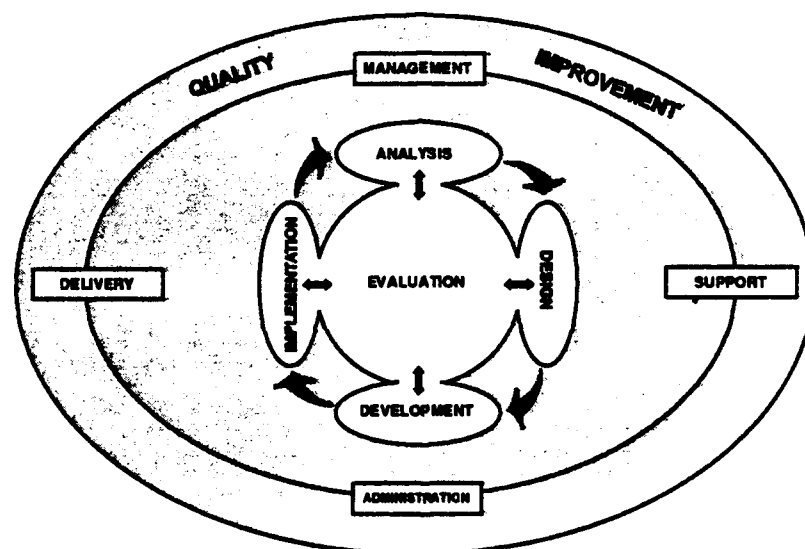 QUALITY
IMPROVEMENT
MANAGEMENT
ANALYSIS
DELIVERY
IMPLEMENTATION
EVALUATION
DESIGN
SUPPORT
DEVELOPMENT
ADMINISTRATION